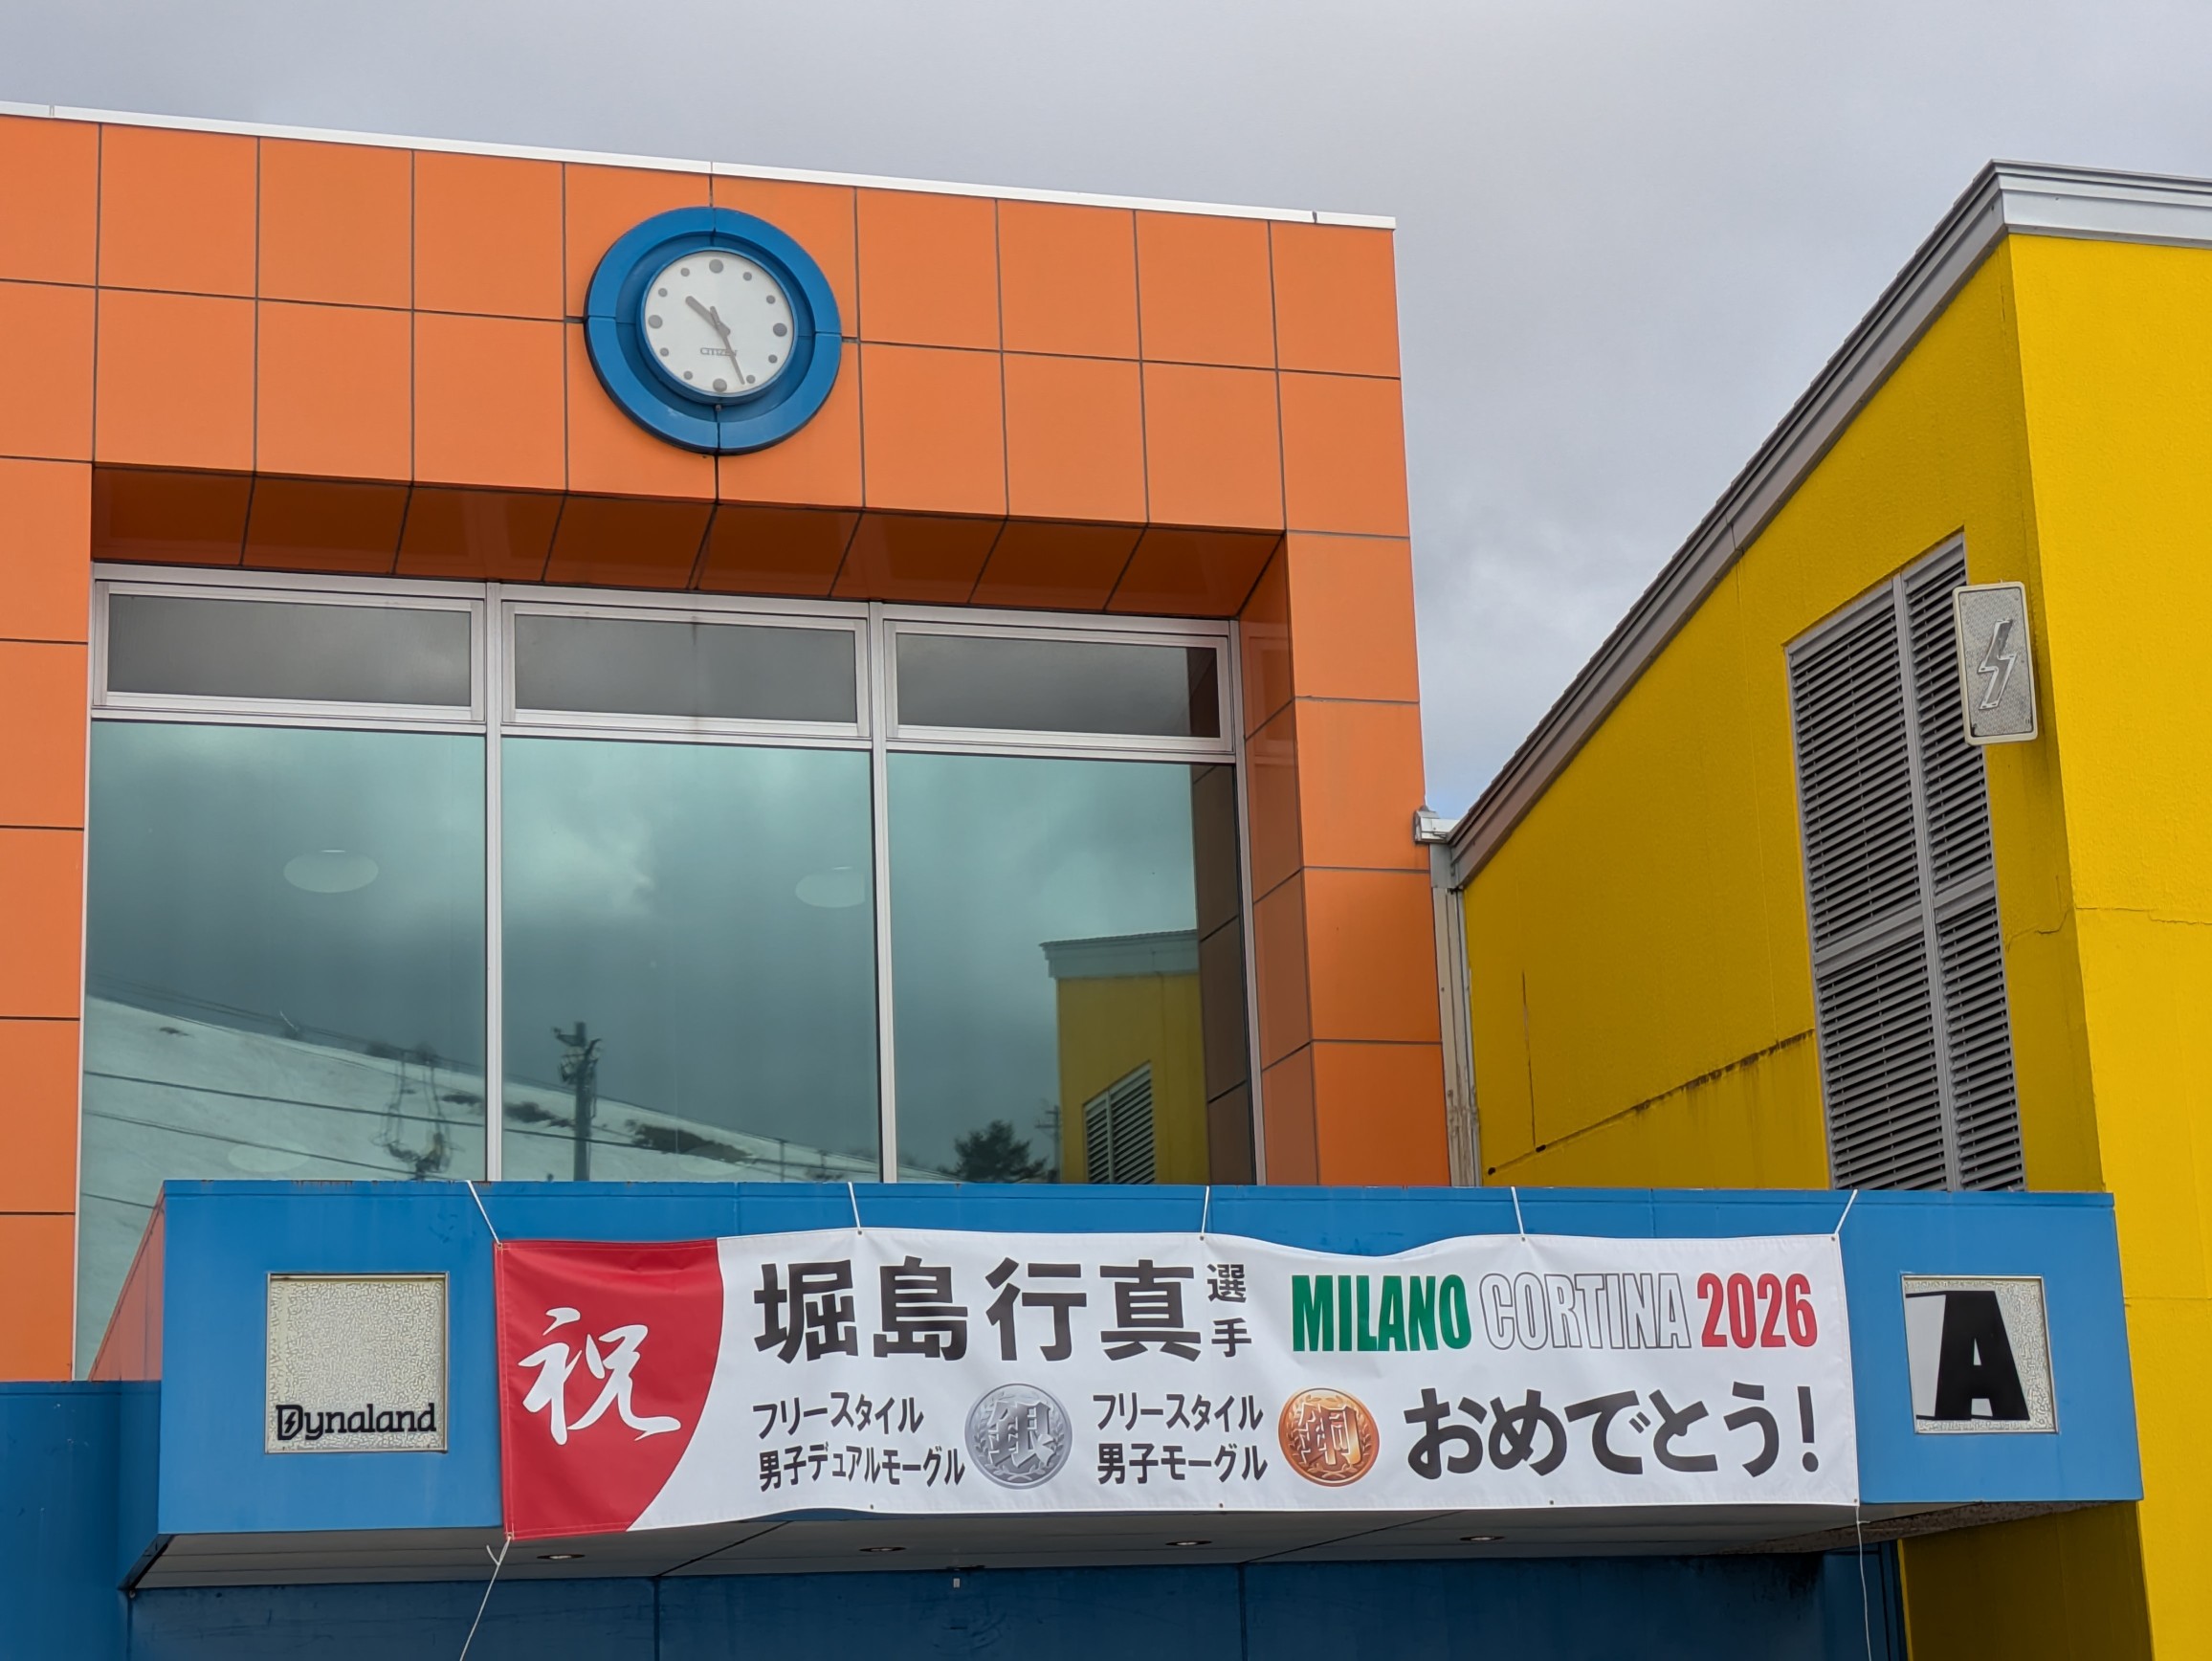 CITIZEN
Dynaland
祝
堀島行真選手
MILANO CORTINA 2026
フリースタイル
男子デュアルモーグル
銀
フリースタイル
男子モーグル
銅
おめでとう!
A